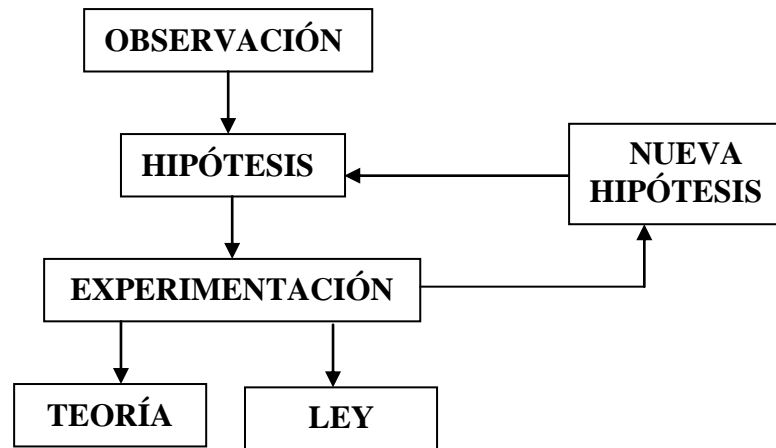 OBSERVACIÓN
HIPÓTESIS
NUEVA
HIPÓTESIS
EXPERIMENTACIÓN
TEORÍA
LEY